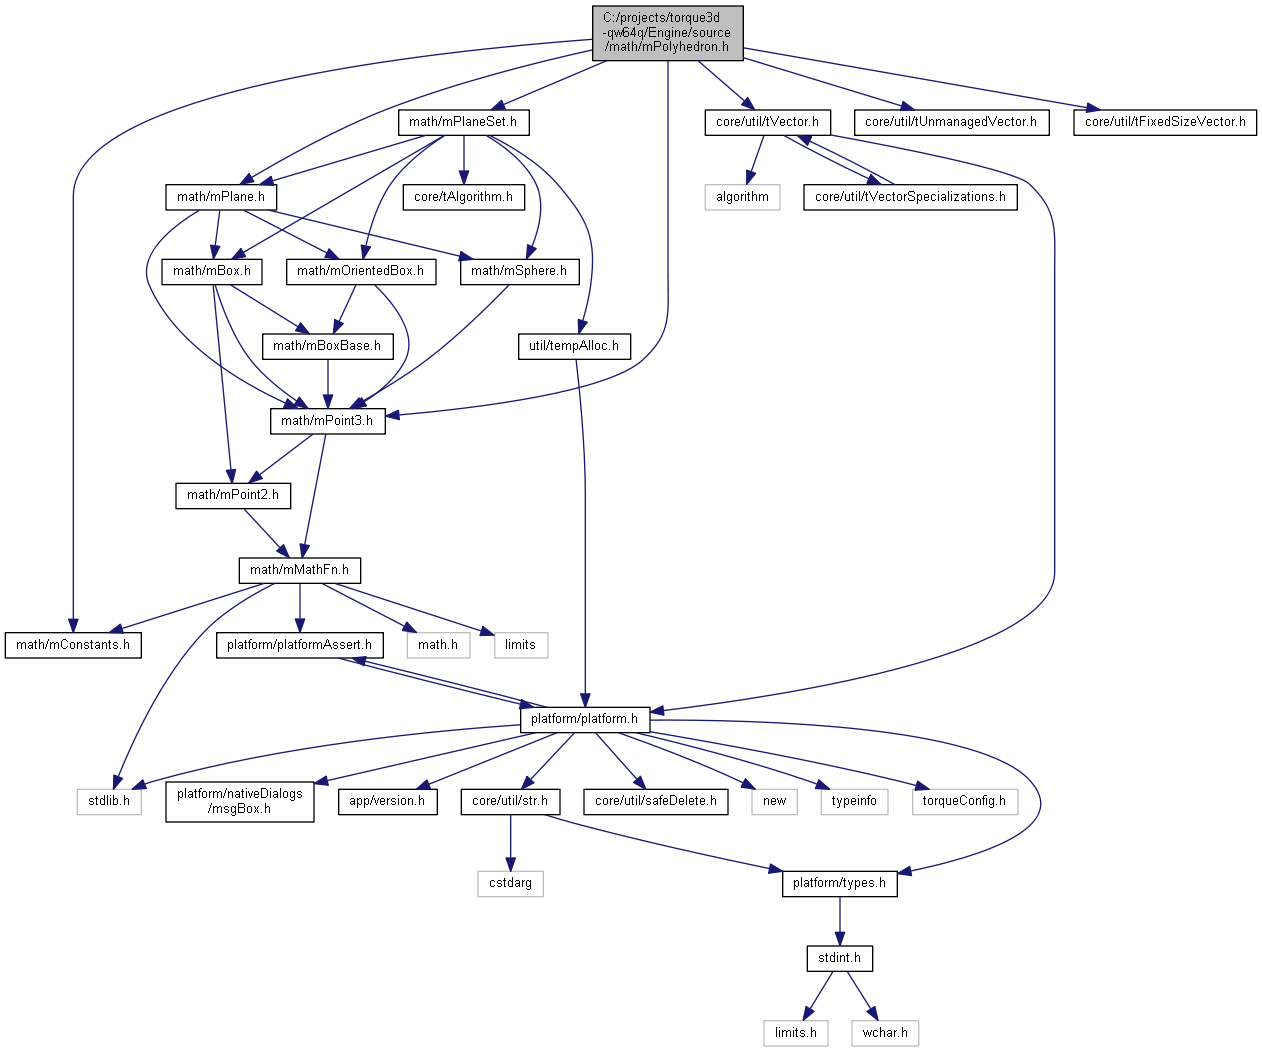 C:/projects/torque3d
-qw64q/Engine/source
/math/mPolyhedron.h
math/mPlaneSet.h
core/util/tVector.h
core/util/tUnmanagedVector.h
core/util/tFixedSizeVector.h
math/mPlane.h
core/tAlgorithm.h
algorithm
core/util/tVectorSpecializations.h
math/mBox.h
math/mOrientedBox.h
math/mSphere.h
math/mBoxBase.h
util/tempAlloc.h
math/mPoint3.h
math/mPoint2.h
math/mMathFn.h
math/mConstants.h
platform/platformAssert.h
math.h
limits
platform/platform.h
stdlib.h
platform/nativeDialogs
/msgBox.h
app/version.h
core/util/str.h
core/util/safeDelete.h
new
typeinfo
torqueConfig.h
cstdarg
platform/types.h
stdint.h
limits.h
wchar.h